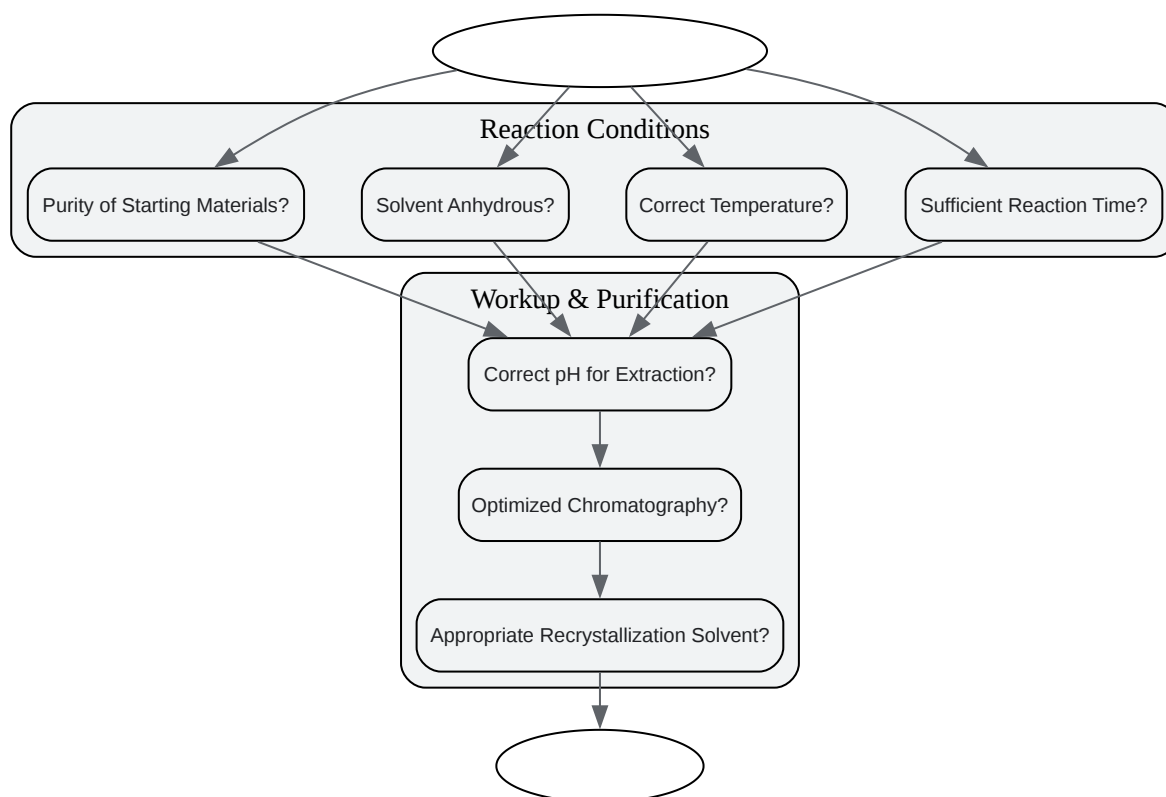 Reaction Conditions
Purity of Starting Materials?
Solvent Anhydrous?
Correct Temperature?
Sufficient Reaction Time?
Workup & Purification
Correct pH for Extraction?
Optimized Chromatography?
Appropriate Recrystallization Solvent?